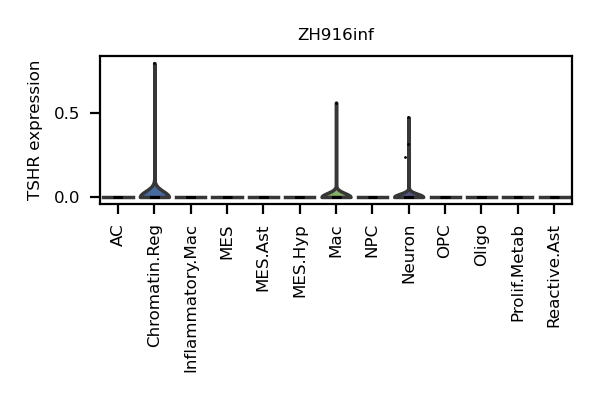 ZH916inf
TSHR expression
0.5
0.0
AC
Chromatin.Reg
Inflammatory.Mac
MES
MES.Ast
MES.Hyp
Mac
NPC
Neuron
OPC
Oligo
Prolif.Metab
Reactive.Ast